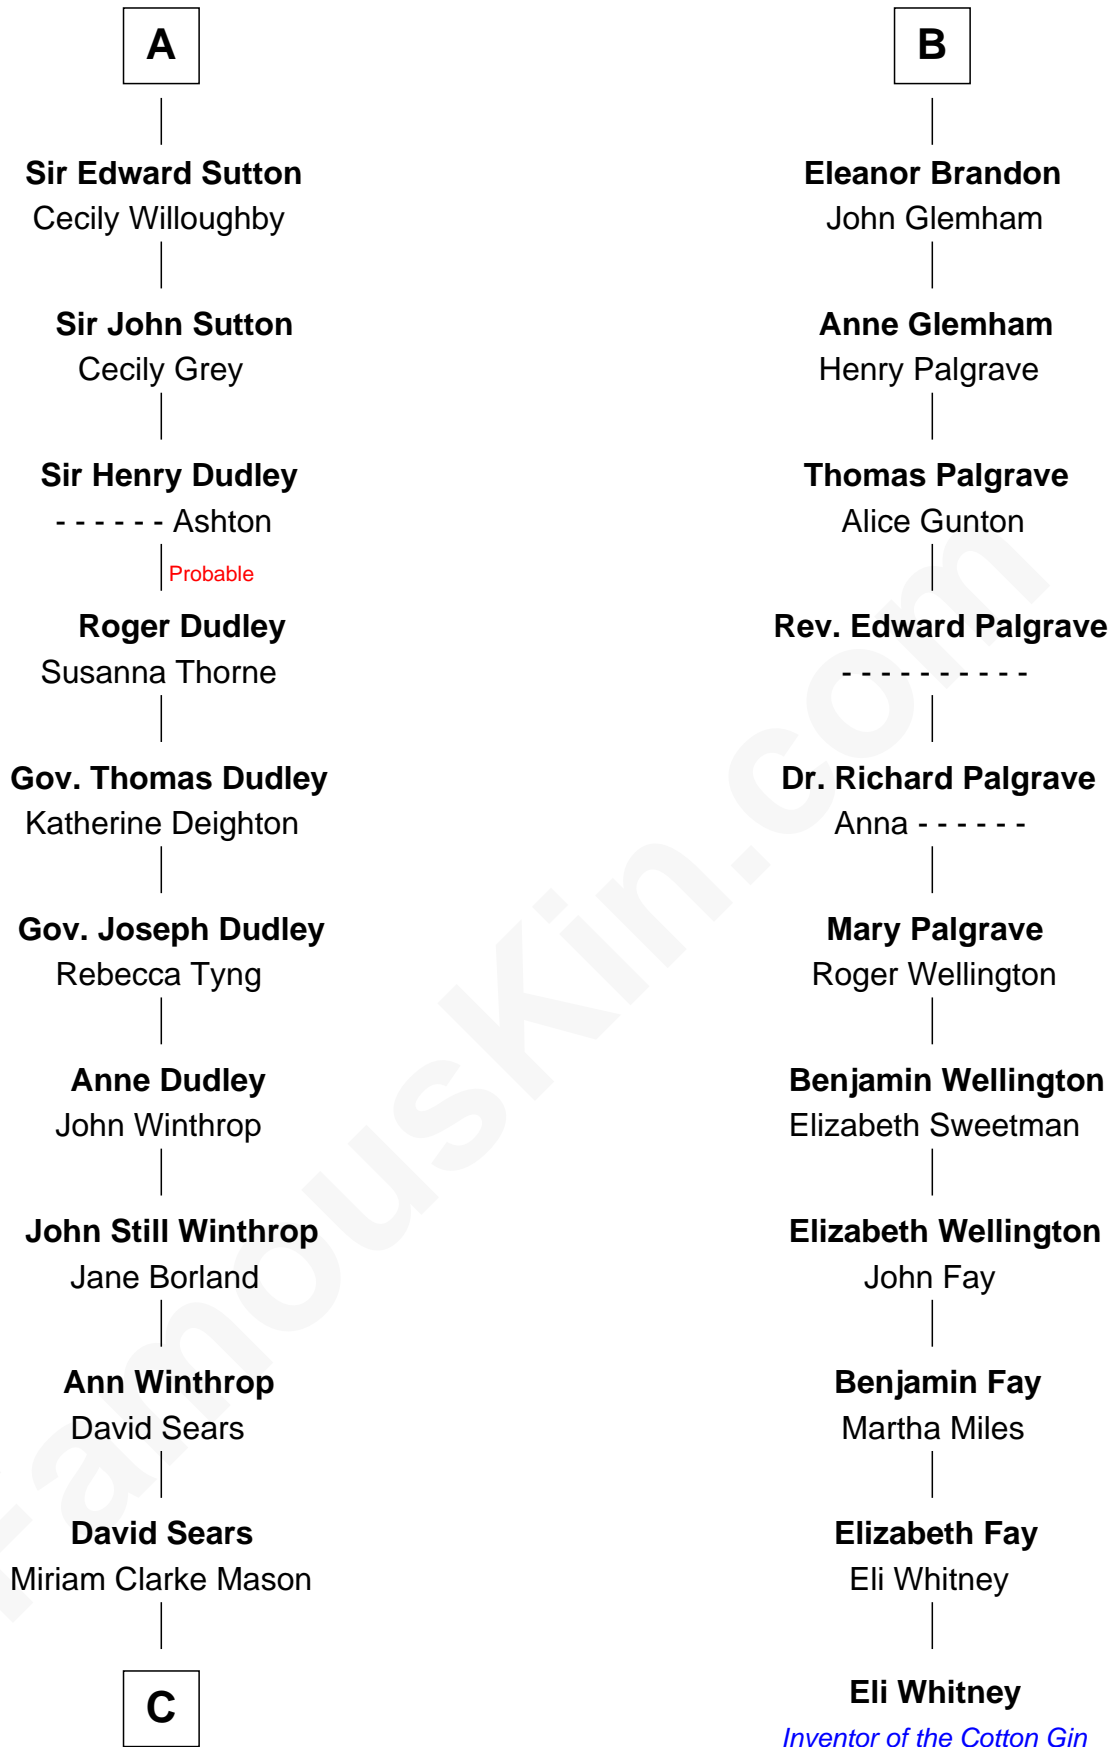 A
Sir Edward Sutton
Cecily Willoughby
Sir John Sutton
Cecily Grey
Sir Henry Dudley
- - - - - - Ashton
Probable
Roger Dudley
Susanna Thorne
Gov. Thomas Dudley
Katherine Deighton
Gov. Joseph Dudley
Rebecca Tyng
Anne Dudley
John Winthrop
John Still Winthrop
Jane Borland
Ann Winthrop
David Sears
David Sears
Miriam Clarke Mason
C
B
Eleanor Brandon
John Glemham
Anne Glemham
Henry Palgrave
Thomas Palgrave
Alice Gunton
Rev. Edward Palgrave
- - - - - - - - - -
Dr. Richard Palgrave
Anna - - - - - -
Mary Palgrave
Roger Wellington
Benjamin Wellington
Elizabeth Sweetman
Elizabeth Wellington
John Fay
Benjamin Fay
Martha Miles
Elizabeth Fay
Eli Whitney
Eli Whitney
Inventor of the Cotton Gin
FamousKin.com